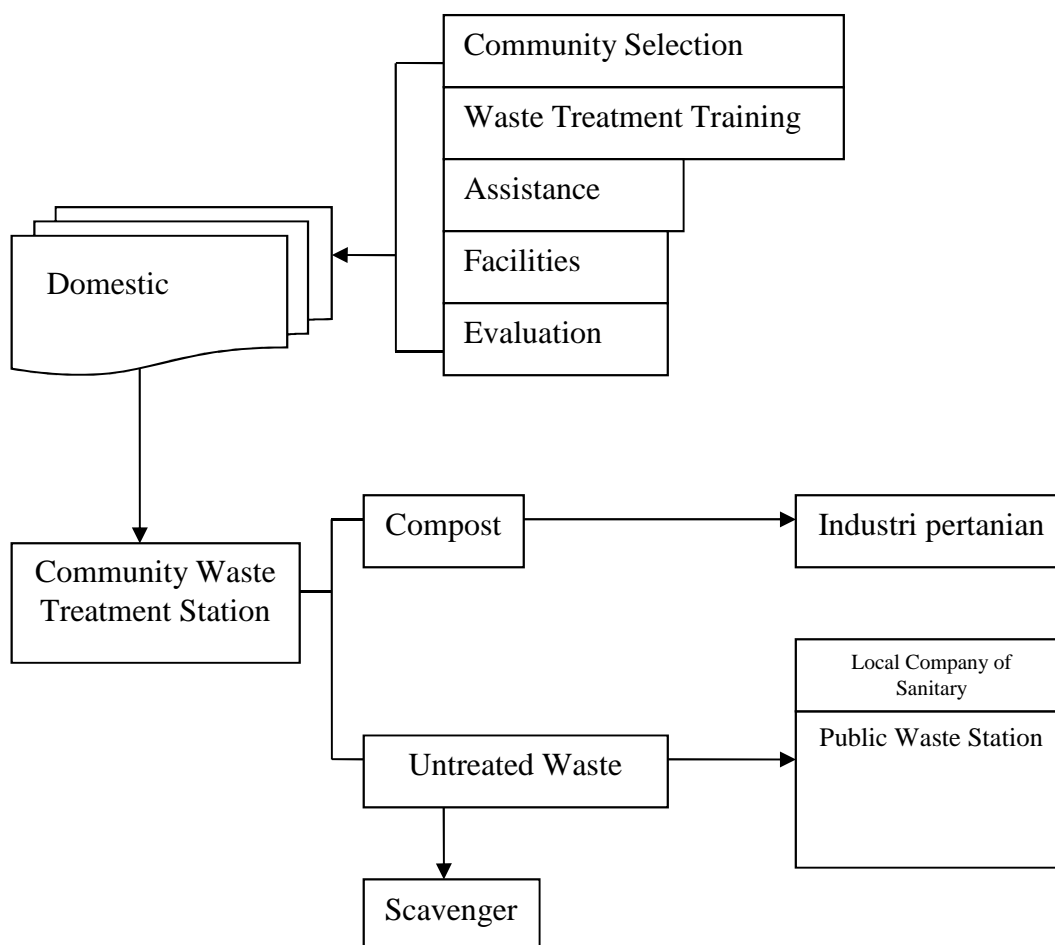 Community Selection
Waste Treatment Training
Assistance
Facilities
Evaluation
Domestic
Compost
Industri pertanian
Community Waste
Treatment Station
Local Company of
Sanitary
Public Waste Station
Untreated Waste
Scavenger